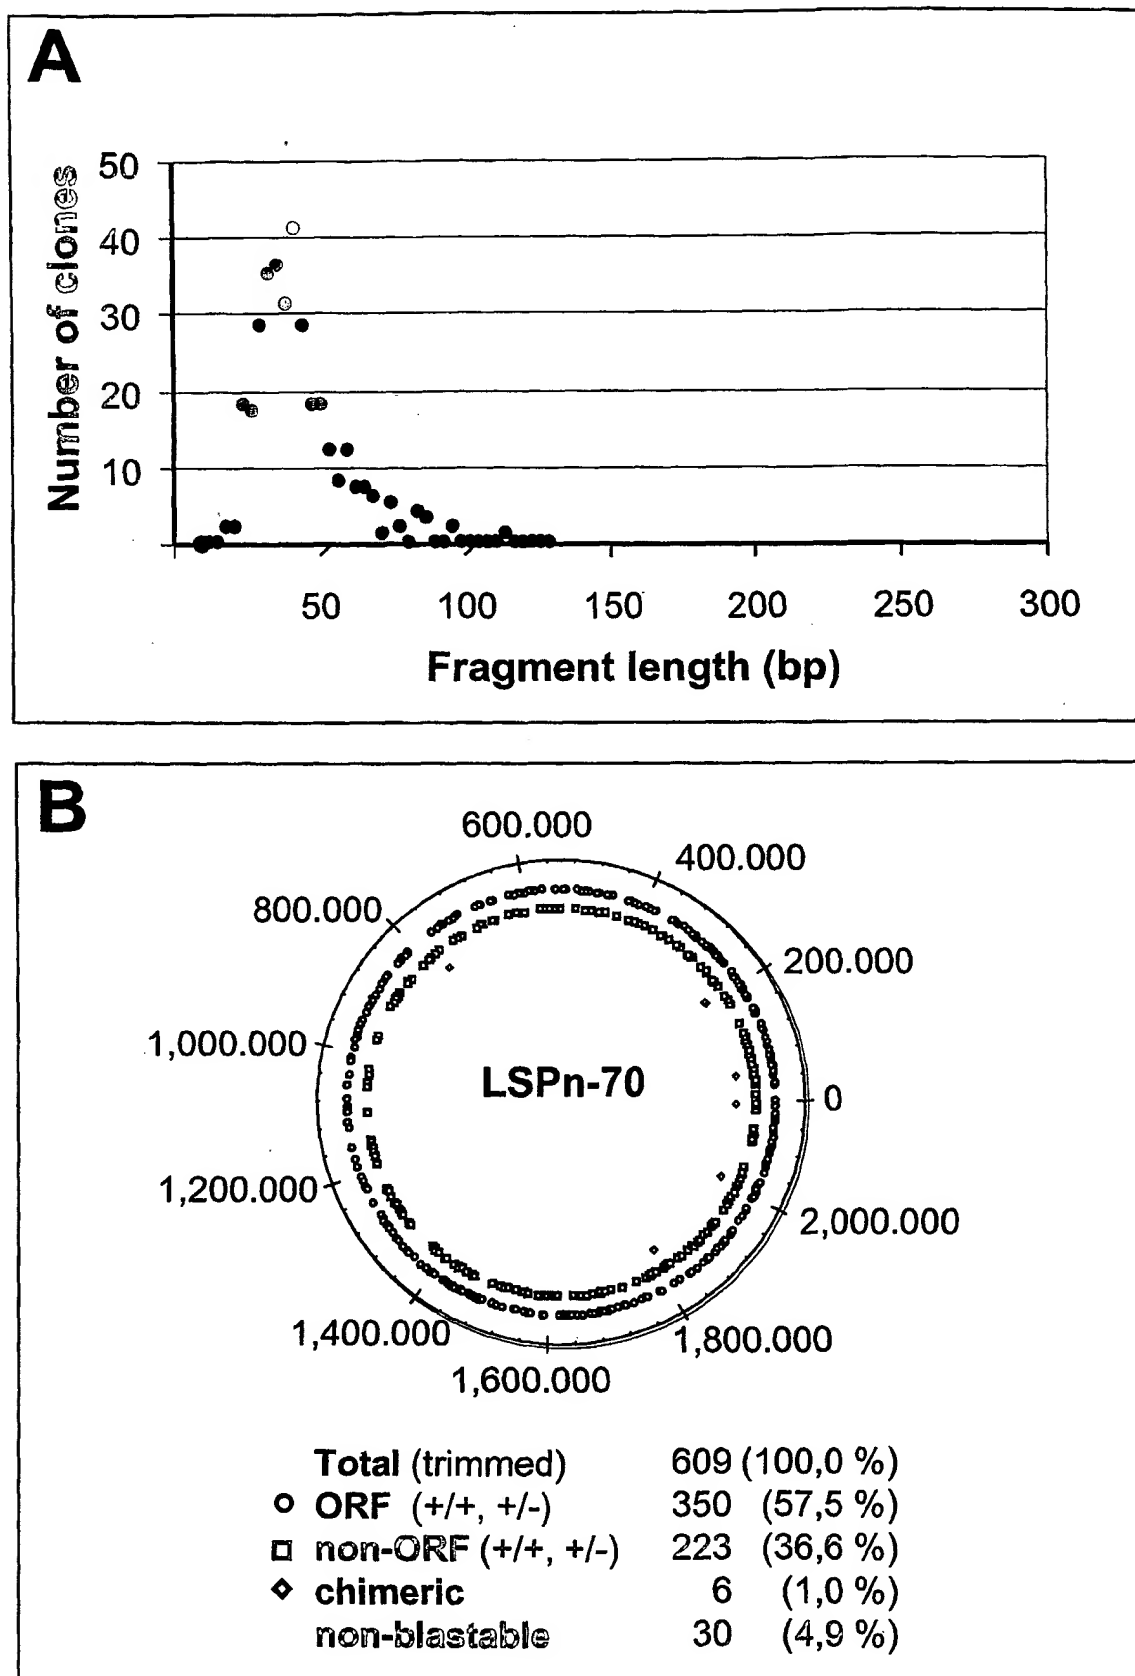 A
Number of clones
50
40
30
20
10
50 100 150 200 250 300
Fragment length (bp)
B
600.000
400.000
800.000
200.000
1,000.000
LSPn-70
0
1,200.000
2,000.000
1,400.000
1,800.000
1,600.000
Total (trimmed) 609 (100,0 %)
ORF (+/+, +/-) 350 (57,5 %)
non-ORF (+/+, +/-) 223 (36,6 %)
chimeric 6 (1,0 %)
non-blastable 30 (4,9 %)